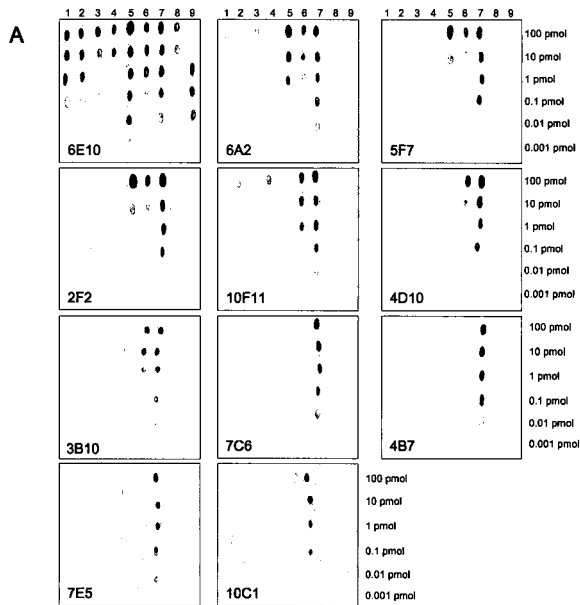 A
1 2 3 4 5 6 7 8 9
1 2 3 4 5 6 7 8 9
1 2 3 4 5 6 7 8 9
6E10
6A2
5F7
100 pmol
10 pmol
1 pmol
0.1 pmol
0.01 pmol
0.001 pmol
2F2
10F11
4D10
100 pmol
10 pmol
1 pmol
0.1 pmol
0.01 pmol
0.001 pmol
3B10
7C6
4B7
100 pmol
10 pmol
1 pmol
0.1 pmol
0.01 pmol
0.001 pmol
7E5
10C1
100 pmol
10 pmol
1 pmol
0.1 pmol
0.01 pmol
0.001 pmol